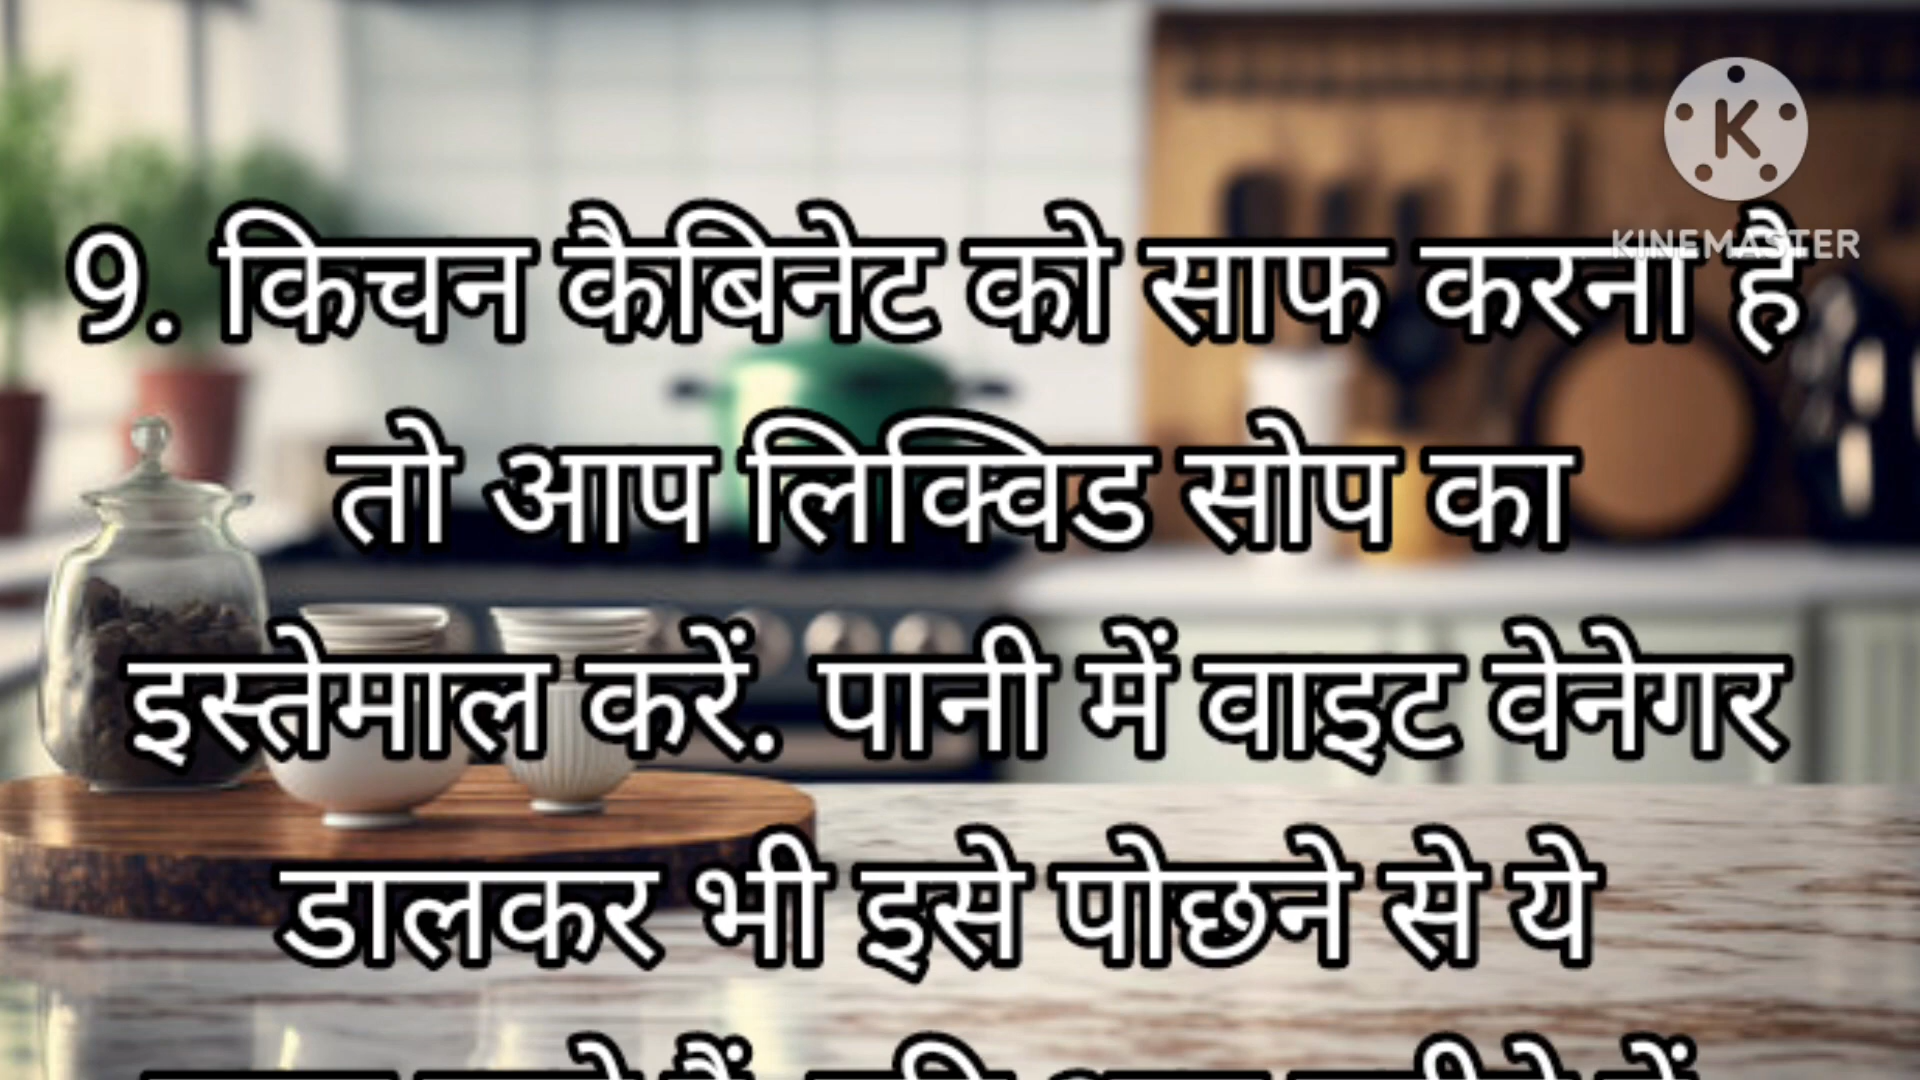 K
KINEMASTER
9. किचन कैबिनेट को साफ करना है
तो आप लिक्विड सोप का
इस्तेमाल करें. पानी में वाइट वेनेगर
डालकर भी इसे पोछने से ये